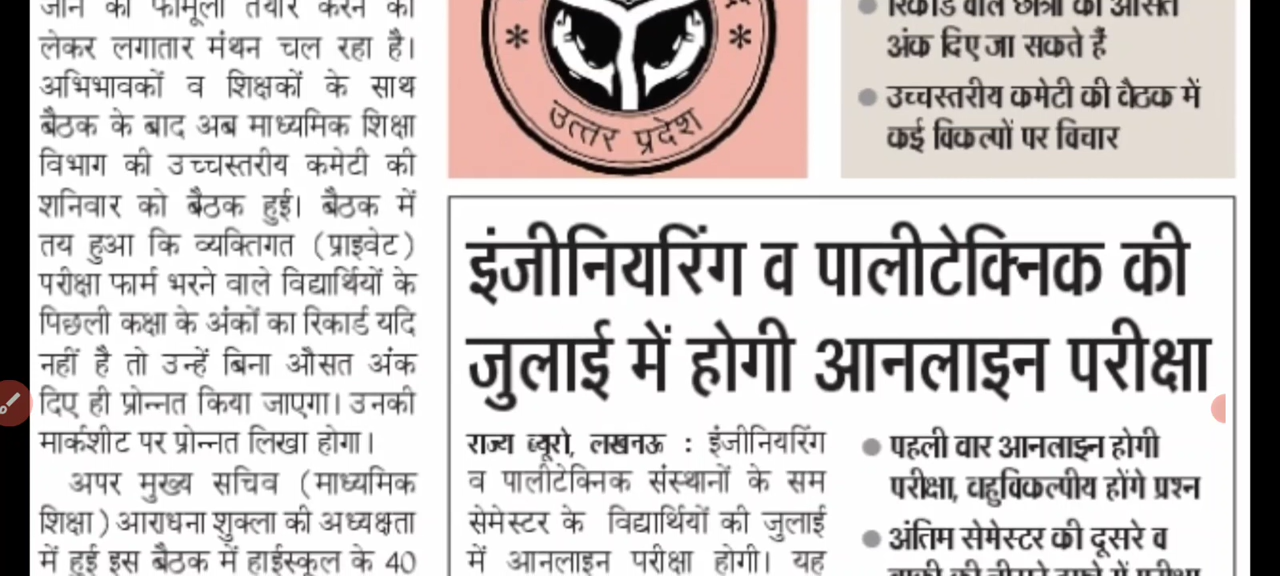 जाने का फार्मूला तैयार करने को
लेकर लगातार मंथन चल रहा है।
अभिभावकों व शिक्षकों के साथ
बैठक के बाद अब माध्यमिक शिक्षा
विभाग की उच्चस्तरीय कमेटी की
शनिवार को बैठक हुई। बैठक में
तय हुआ कि व्यक्तिगत (प्राइवेट)
परीक्षा फार्म भरने वाले विद्यार्थियों के
पिछली कक्षा के अंकों का रिकार्ड यदि
नहीं है तो उन्हें बिना औसत अंक
दिए ही प्रोन्नत किया जाएगा। उनकी
मार्कशीट पर प्रोन्नत लिखा होगा।
अपर मुख्य सचिव (माध्यमिक
शिक्षा) आराधना शुक्ला की अध्यक्षता
में हुई इस बैठक में हाईस्कूल के 40
उत्तर प्रदेश
रिकार्ड वाले छात्रों को औसत
अंक दिए जा सकते हैं
उच्चस्तरीय कमेटी की बैठक में
कई विकल्पों पर विचार
इंजीनियरिंग व पालीटेक्निक की
जुलाई में होगी आनलाइन परीक्षा
राज्य ब्यूरो, लखनऊ : इंजीनियरिंग
व पालीटेक्निक संस्थानों के सम
सेमेस्टर के विद्यार्थियों की जुलाई
में आनलाइन परीक्षा होगी। यह
पहली बार आनलाइन होगी
परीक्षा, बहुविकल्पीय होंगे प्रश्न
अंतिम सेमेस्टर की दूसरे व